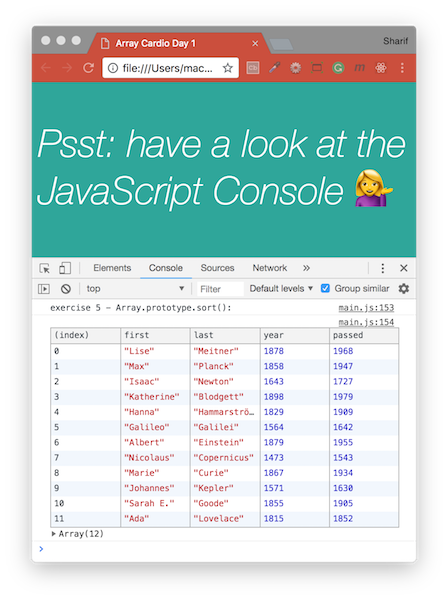 Array Cardio Day 1
Sharif
file:///Users/mac...
Psst: have a look at the
JavaScript Console 💁
Elements Console Sources Network »
top Filter Default levels Group similar
exercise 5 - Array.prototype.sort(): main.js:153
main.js:154
(index) first last year passed
0 "Lise" "Meitner" 1878 1968
1 "Max" "Planck" 1858 1947
2 "Isaac" "Newton" 1643 1727
3 "Katherine" "Blodgett" 1898 1979
4 "Hanna" "Hammarströ… 1829 1909
5 "Galileo" "Galilei" 1564 1642
6 "Albert" "Einstein" 1879 1955
7 "Nicolaus" "Copernicus" 1473 1543
8 "Marie" "Curie" 1867 1934
9 "Johannes" "Kepler" 1571 1630
10 "Sarah E." "Goode" 1855 1905
11 "Ada" "Lovelace" 1815 1852
Array(12)